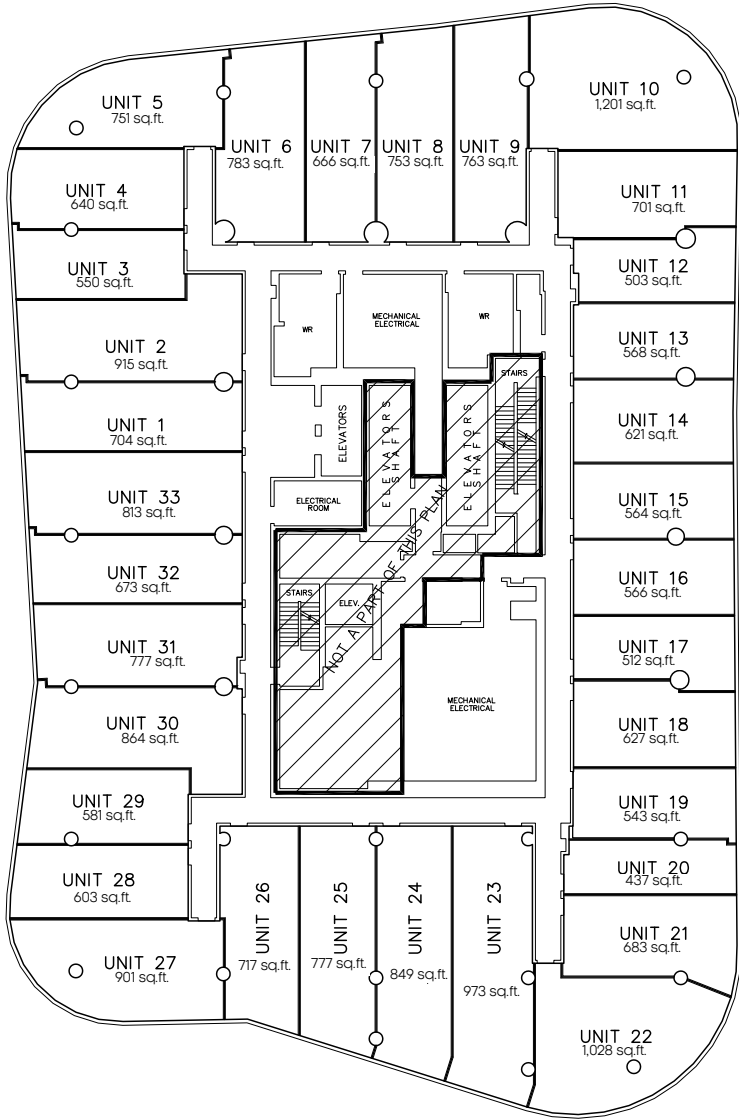 UNIT 5
751 sq.ft.
UNIT 6
783 sq.ft.
UNIT 7
666 sq.ft.
UNIT 8
753 sq.ft.
UNIT 9
763 sq.ft.
UNIT 10
1,201 sq.ft.
UNIT 4
640 sq.ft.
UNIT 11
701 sq.ft.
UNIT 3
550 sq.ft.
UNIT 12
503 sq.ft.
WR
MECHANICAL
ELECTRICAL
WR
UNIT 2
915 sq.ft.
UNIT 13
568 sq.ft.
STAIRS
UNIT 1
704 sq.ft.
ELEVATORS
ELEVATORS
SHAFT
ELEVATORS
SHAFT
UNIT 14
621 sq.ft.
UNIT 33
813 sq.ft.
ELECTRICAL
ROOM
UNIT 15
564 sq.ft.
NOT A PART OF THIS PLAN
UNIT 32
673 sq.ft.
STAIRS
ELEV.
UNIT 16
566 sq.ft.
UNIT 31
777 sq.ft.
UNIT 17
512 sq.ft.
MECHANICAL
ELECTRICAL
UNIT 30
864 sq.ft.
UNIT 18
627 sq.ft.
UNIT 29
581 sq.ft.
UNIT 19
543 sq.ft.
UNIT 28
603 sq.ft.
UNIT 20
437 sq.ft.
UNIT 26
717 sq.ft.
UNIT 25
777 sq.ft.
UNIT 24
849 sq.ft.
UNIT 23
973 sq.ft.
UNIT 21
683 sq.ft.
UNIT 27
901 sq.ft.
UNIT 22
1,028 sq.ft.